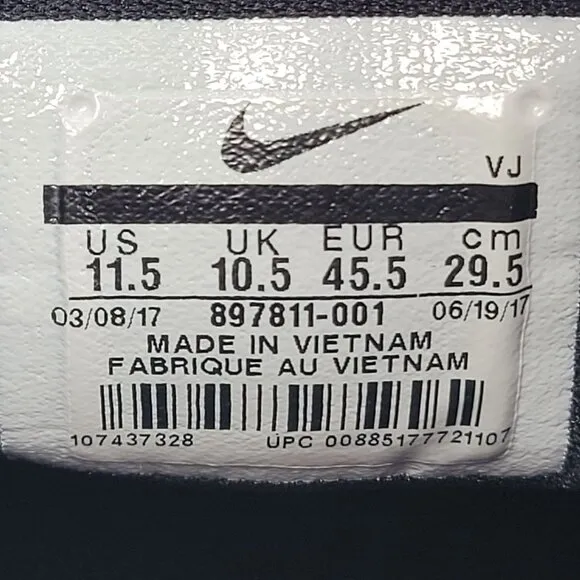 VJ
US UK EUR cm
11.5 10.5 45.5 29.5
03/08/17 897811-001 06/19/17
MADE IN VIETNAM
FABRIQUE AU VIETNAM
107437328 UPC 00885177721107